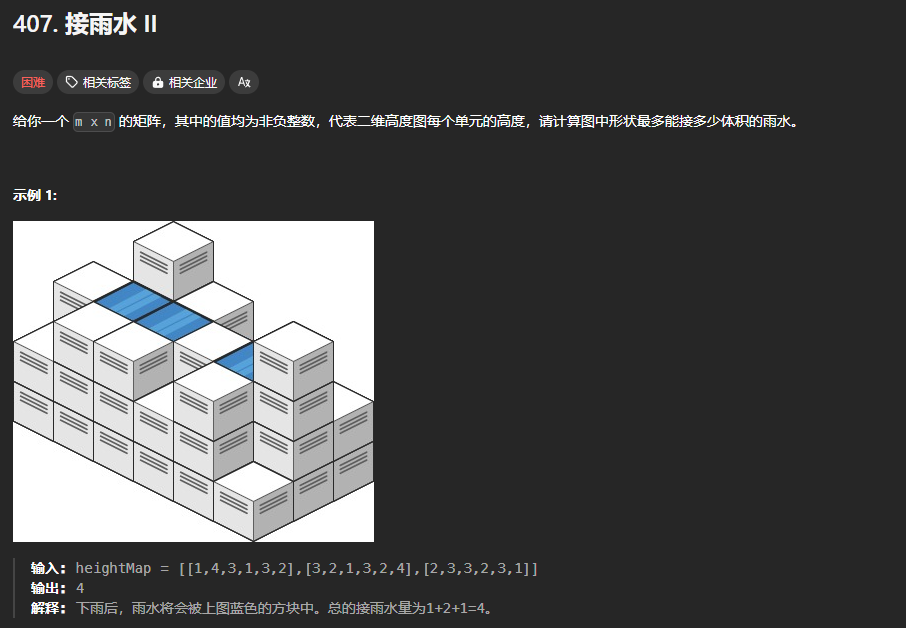 407. 接雨水 II
困难 相关标签 相关企业 Aあ
给你一个 m x n 的矩阵，其中的值均为非负整数，代表二维高度图每个单元的高度，请计算图中形状最多能接多少体积的雨水。
示例 1:
输入: heightMap = [[1,4,3,1,3,2],[3,2,1,3,2,4],[2,3,3,2,3,1]]
输出: 4
解释: 下雨后，雨水将会被上图蓝色的方块中。总的接雨水量为1+2+1=4。